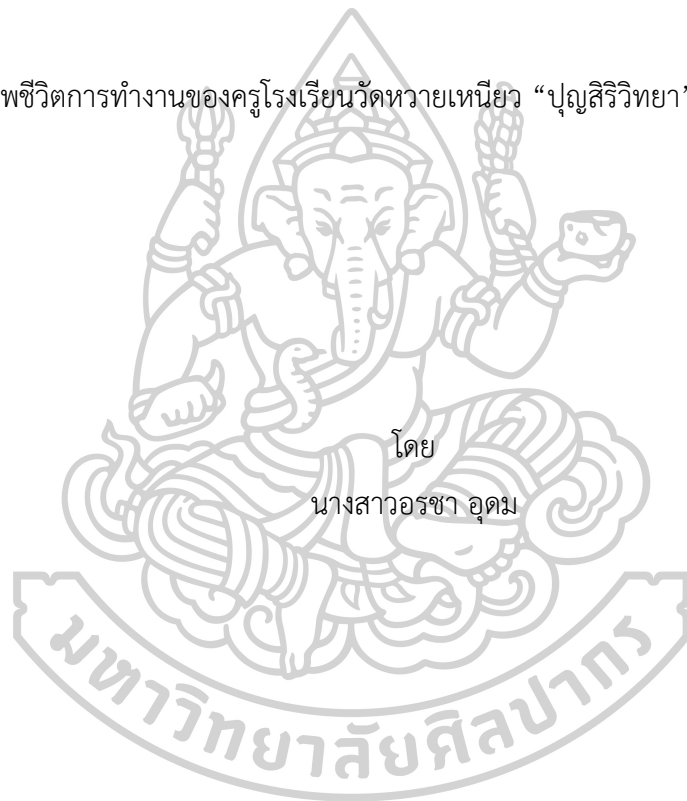 พชีวิตการทำงานของครูโรงเรียนวัดหวายเหนียว “ปุญสิริวิทยา”
โดย
นางสาวอรชา อุดม
มหาวิทยาลัยศิลปากร